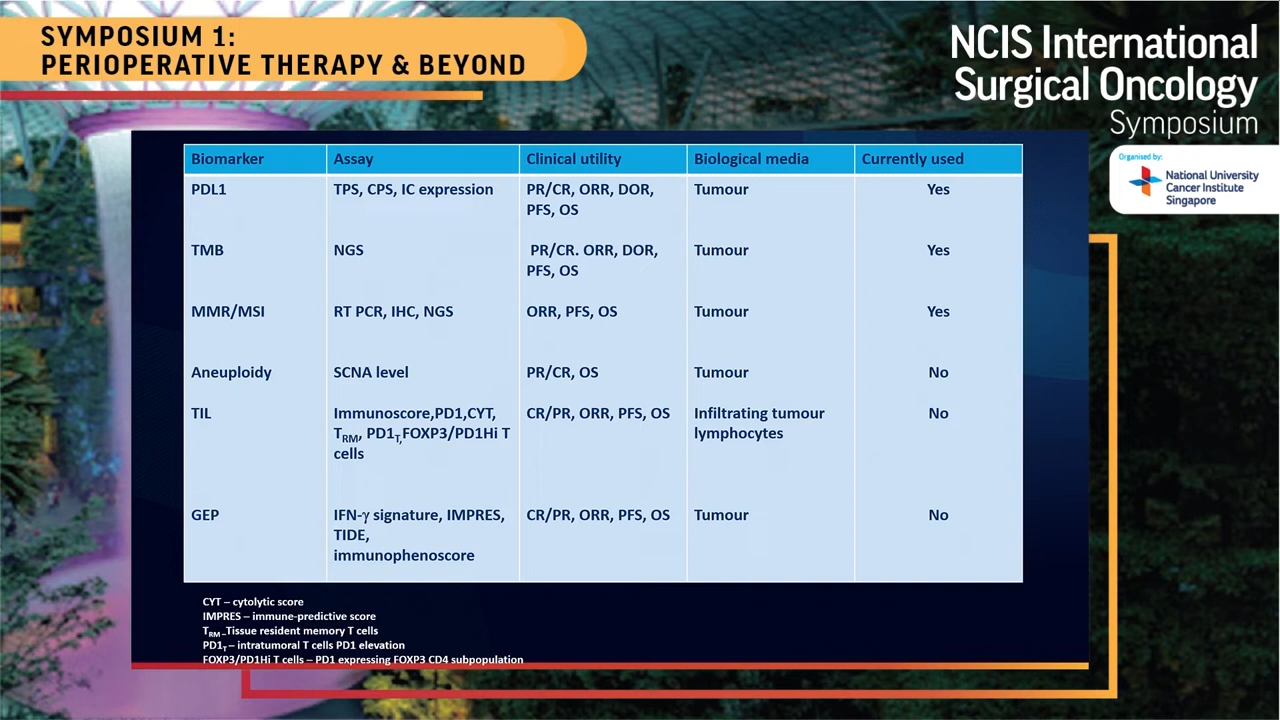 SYMPOSIUM 1:
PERIOPERATIVE THERAPY & BEYOND
NCIS International
Surgical Oncology
Symposium
Organised by:
National University
Cancer Institute
Singapore
Biomarker Assay Clinical utility Biological media Currently used
PDL1 TPS, CPS, IC expression PR/CR, ORR, DOR, Tumour Yes
PFS, OS
TMB NGS PR/CR. ORR, DOR, Tumour Yes
PFS, OS
MMR/MSI RT PCR, IHC, NGS ORR, PFS, OS Tumour Yes
Aneuploidy SCNA level PR/CR, OS Tumour No
TIL Immunoscore,PD1,CYT, CR/PR, ORR, PFS, OS Infiltrating tumour No
TRM, PD1T,FOXP3/PD1Hi T lymphocytes
cells
GEP IFN-γ signature, IMPRES, CR/PR, ORR, PFS, OS Tumour No
TIDE,
immunophenoscore
CYT – cytolytic score
IMPRES – immune-predictive score
TRM –Tissue resident memory T cells
PD1T – intratumoral T cells PD1 elevation
FOXP3/PD1Hi T cells – PD1 expressing FOXP3 CD4 subpopulation